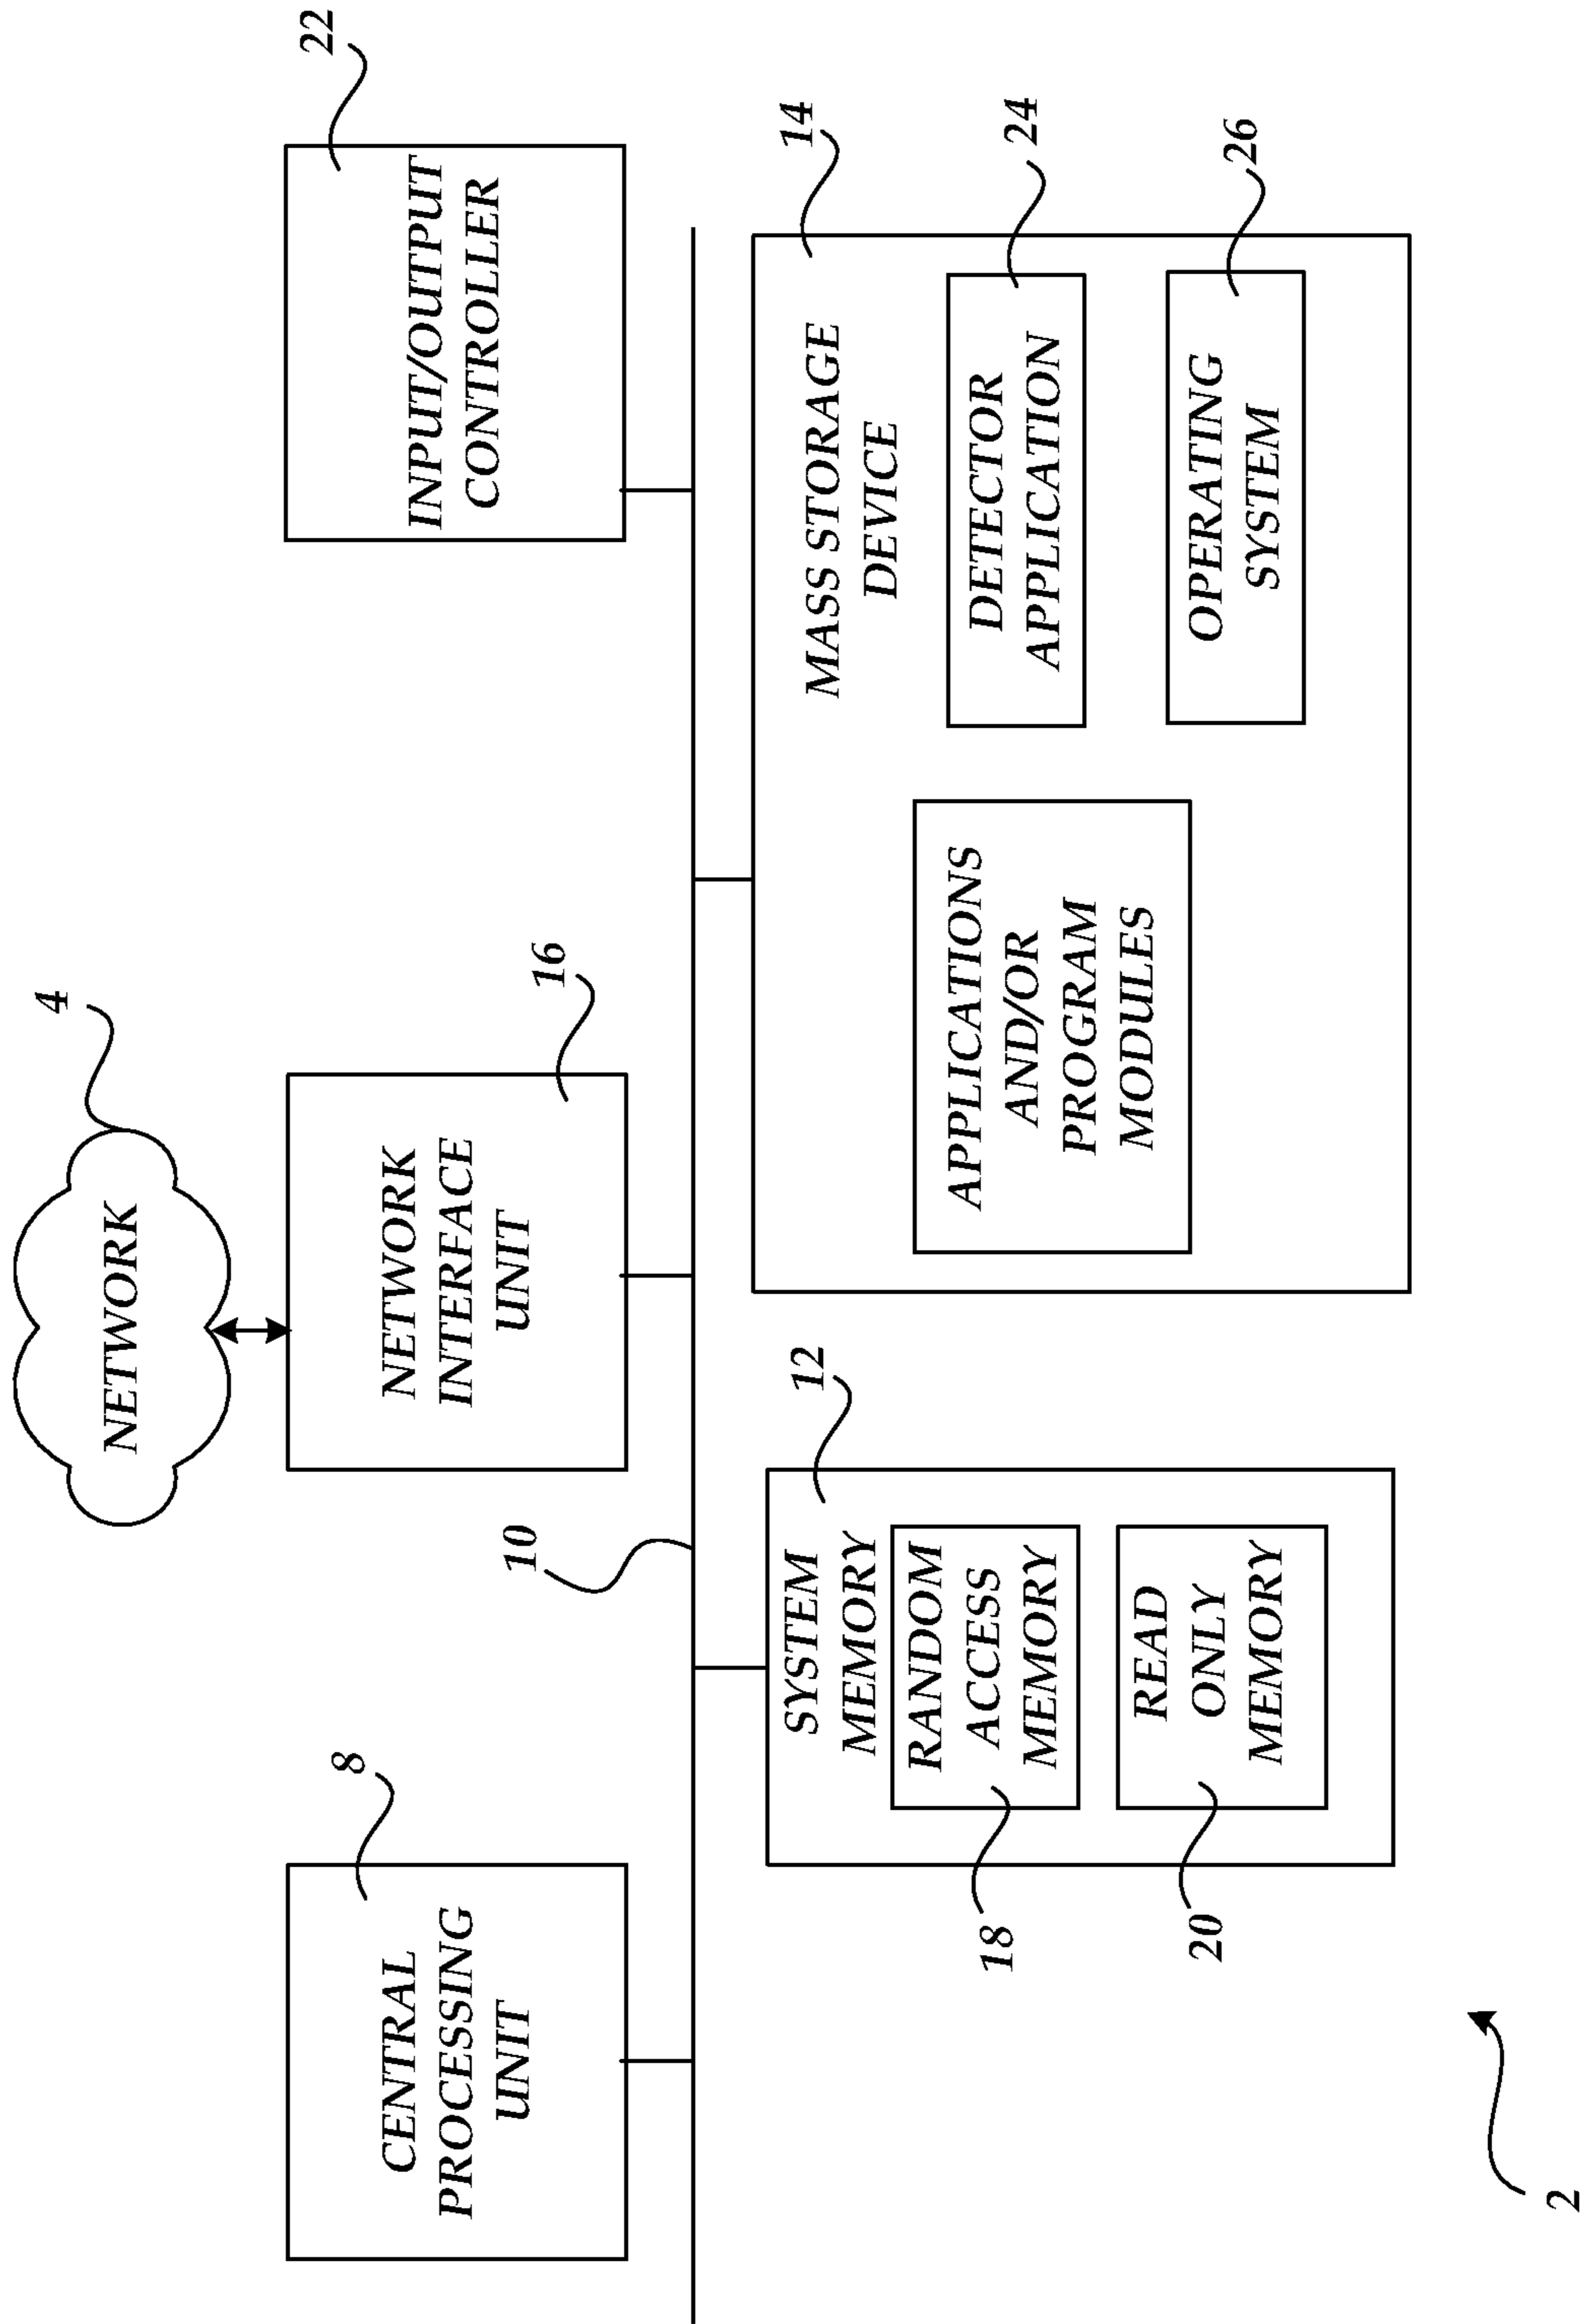 NETWORK
4
CENTRAL
PROCESSING
UNIT
8
NETWORK
INTERFACE
UNIT
16
INPUT/OUTPUT
CONTROLLER
22
10
SYSTEM
MEMORY
12
RANDOM
ACCESS
MEMORY
18
READ
ONLY
MEMORY
20
MASS STORAGE
DEVICE
14
APPLICATIONS
AND/OR
PROGRAM
MODULES
DETECTOR
APPLICATION
24
OPERATING
SYSTEM
26
2